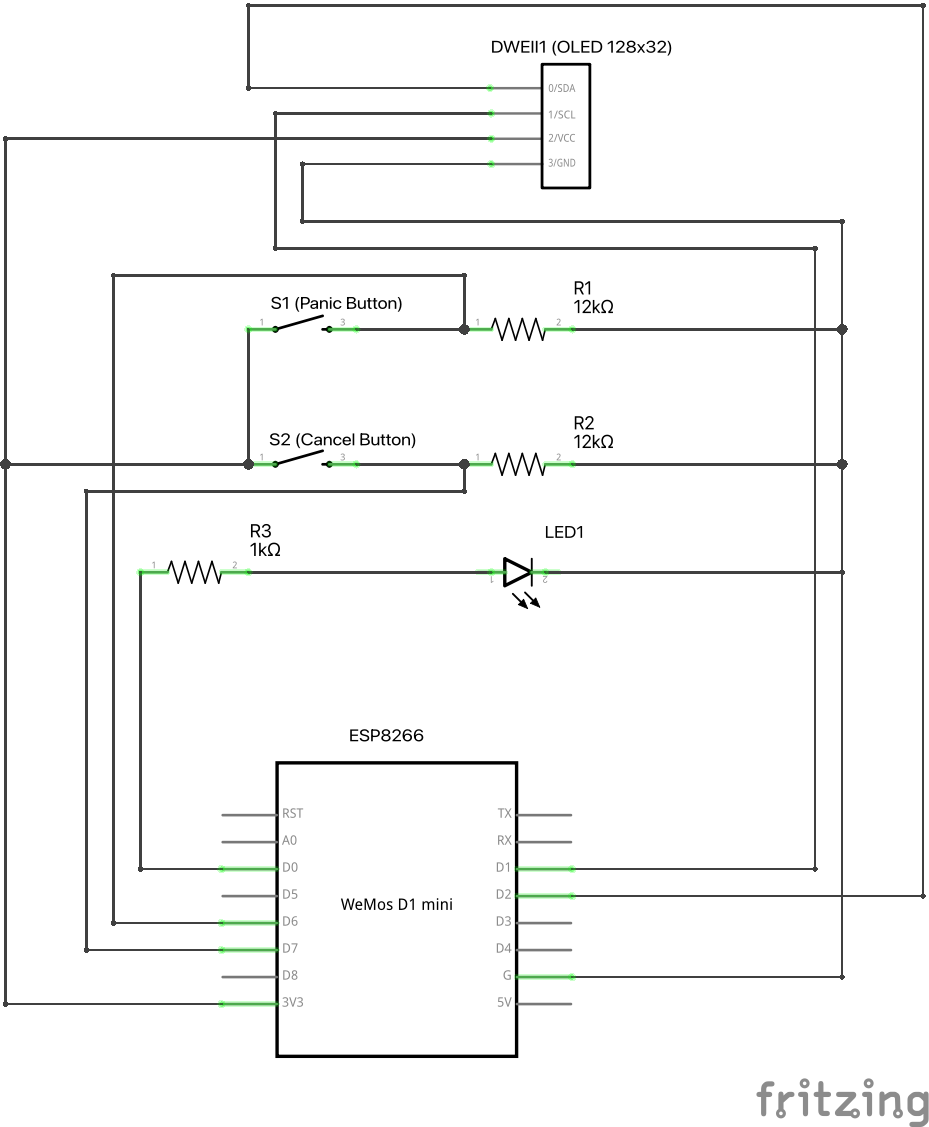 DWEII1 (OLED 128x32)
0/SDA
1/SCL
2/VCC
3/GND
S1 (Panic Button)
1
3
R1
12kΩ
1
2
S2 (Cancel Button)
1
3
R2
12kΩ
1
2
R3
1kΩ
1
2
LED1
1
2
ESP8266
WeMos D1 mini
RST
A0
D0
D5
D6
D7
D8
3V3
TX
RX
D1
D2
D3
D4
G
5V
fritzing